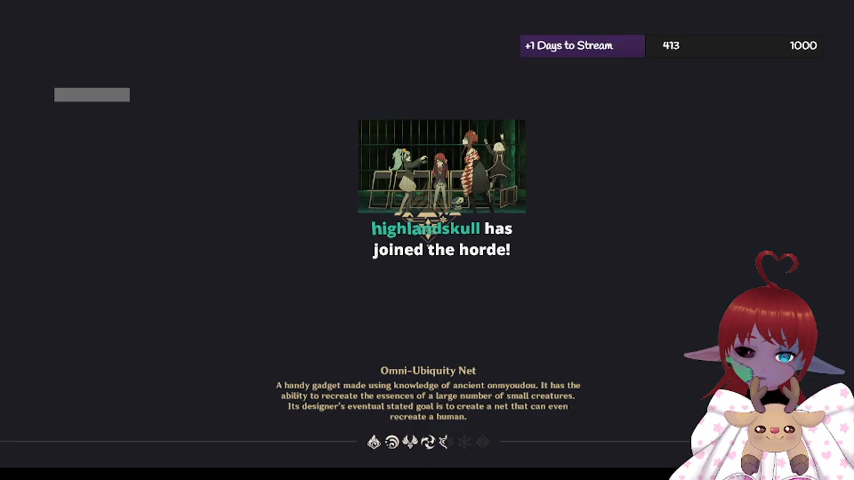 +1 Days to Stream 413 1000
highlandskull has
joined the horde!
Omni-Ubiquity Net
A handy gadget made using knowledge of ancient onmyoudou. It has the
ability to recreate the essences of a large number of small creatures.
Its designer's eventual stated goal is to create a net that can even
recreate a human.